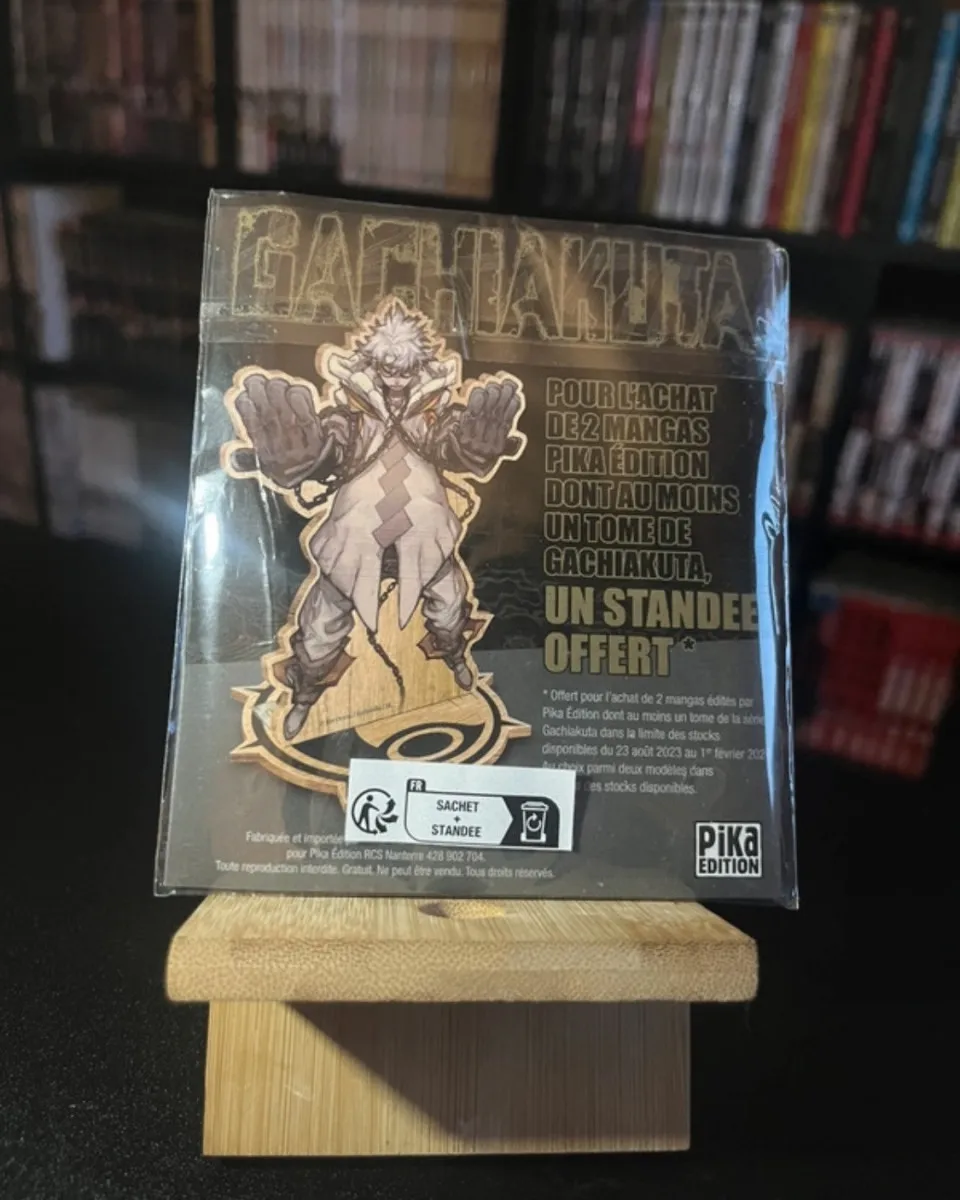 GACHIAKUTA
POUR L'ACHAT
DE 2 MANGAS
PIKA ÉDITION
DONT AU MOINS
UN TOME DE
GACHIAKUTA,
UN STANDEE
OFFERT *
* Offert pour l'achat de 2 mangas édités par
Pika Édition dont au moins un tome de la série
Gachiakuta dans la limite des stocks
disponibles du 23 août 2023 au 1er février
Au choix parmi deux modèles dans
des stocks disponibles.
FR
SACHET
+
STANDEE
Fabriquée et importée
pour Pika Édition RCS Nanterre 428 902 704.
Toute reproduction interdite. Gratuit. Ne peut être vendu. Tous droits réservés.
PiKa
EDITION